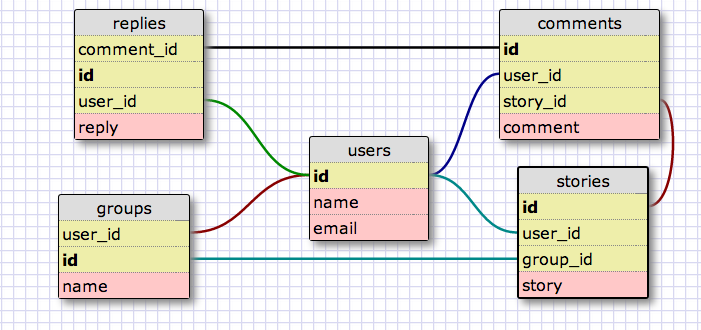 replies
comment_id
id
user_id
reply
comments
id
user_id
story_id
comment
users
id
name
email
groups
user_id
id
name
stories
id
user_id
group_id
story